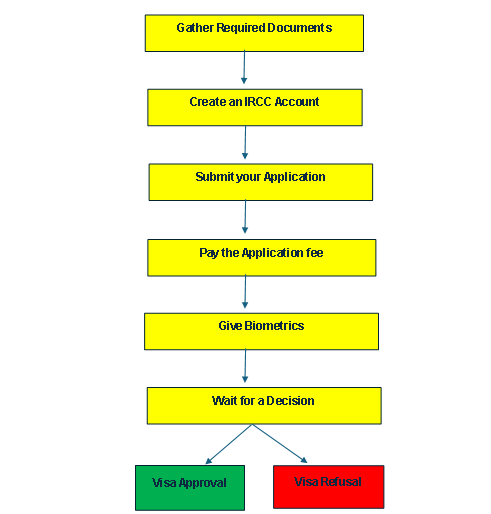 Gather Required Documents
Create an IRCC Account
Submit your Application
Pay the Application fee
Give Biometrics
Wait for a Decision
Visa Approval
Visa Refusal